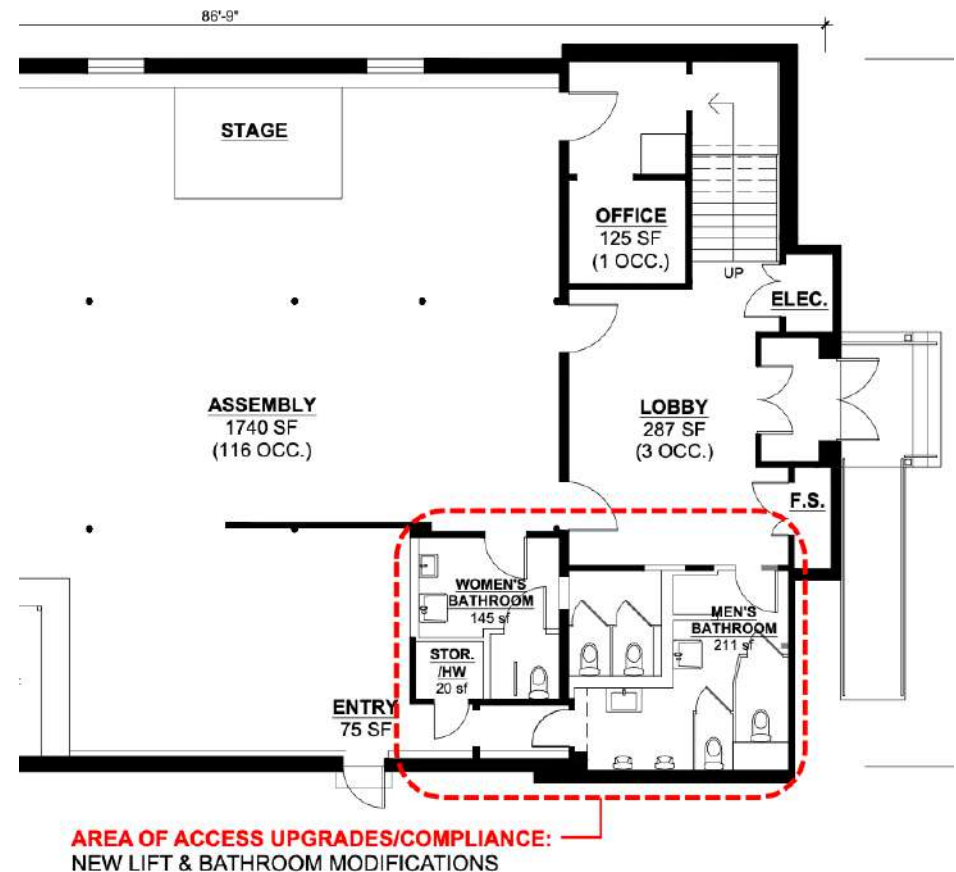 86'-9"
STAGE
OFFICE
125 SF
(1 OCC.)
UP
ELEC.
ASSEMBLY
1740 SF
(116 OCC.)
LOBBY
287 SF
(3 OCC.)
F.S.
WOMEN'S
BATHROOM
145 sf
MEN'S
BATHROOM
211 sf
STOR.
/HW
20 sf
ENTRY
75 SF
AREA OF ACCESS UPGRADES/COMPLIANCE:
NEW LIFT & BATHROOM MODIFICATIONS